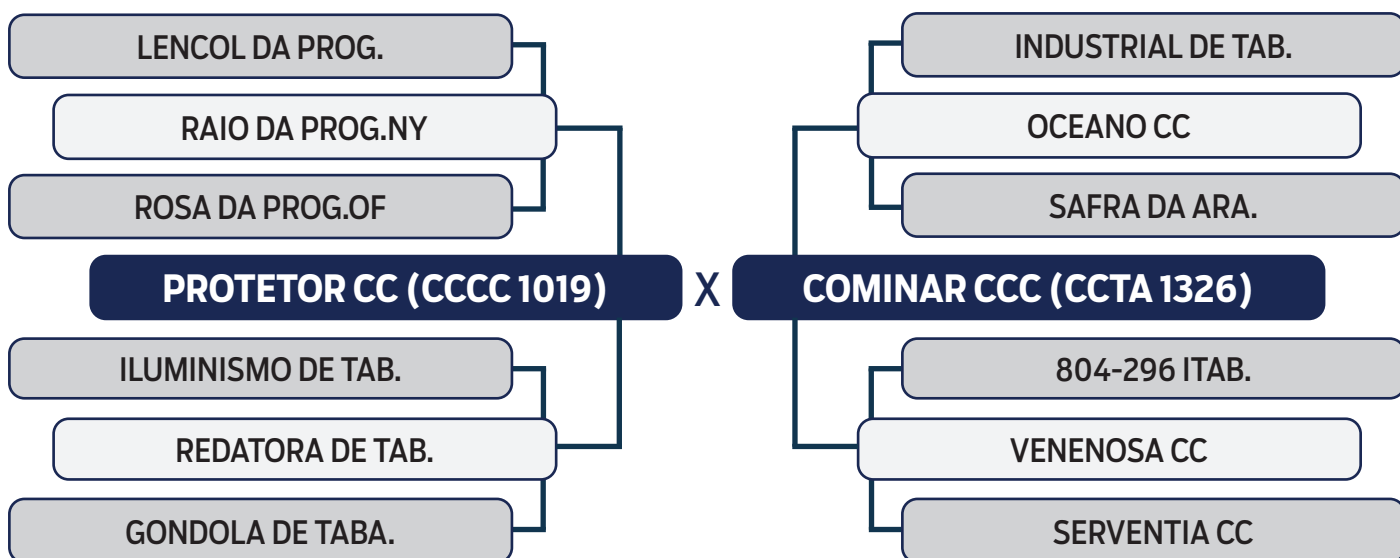 LENCOL DA PROG.
RAIO DA PROG.NY
ROSA DA PROG.OF
PROTETOR CC (CCCC 1019)
ILUMINISMO DE TAB.
REDATORA DE TAB.
GONDOLA DE TABA.
X
INDUSTRIAL DE TAB.
OCEANO CC
SAFRA DA ARA.
COMINAR CCC (CCTA 1326)
804-296 ITAB.
VENENOSA CC
SERVENTIA CC